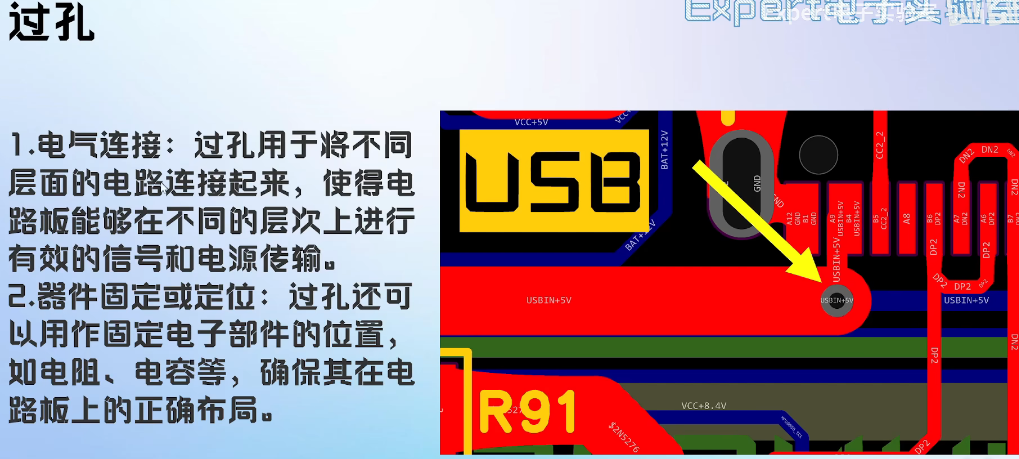 过孔
Expert电子实验室
1.电气连接：过孔用于将不同
层面的电路连接起来，使得电
路板能够在不同的层次上进行
有效的信号和电源传输。
2.器件固定或定位：过孔还可
以用作固定电子部件的位置，
如电阻、电容等，确保其在电
路板上的正确布局。
VCC+5V
BAT+12V
USB
GND
CC2_2
DN2
DN2
DN2
A12
GND
B1
GND
A9
USBIN+5V
B4
USBIN+5V
B5
CC2_2
A8
B6
DP2
A7
DN2
A6
DP2
B7
DN2
USBIN+5V
USBIN+5V
USBIN+5V
DP2
DP2
USBIN+5V
DP2
DN2
R91
VCC+8.4V
$2N5276
DP2